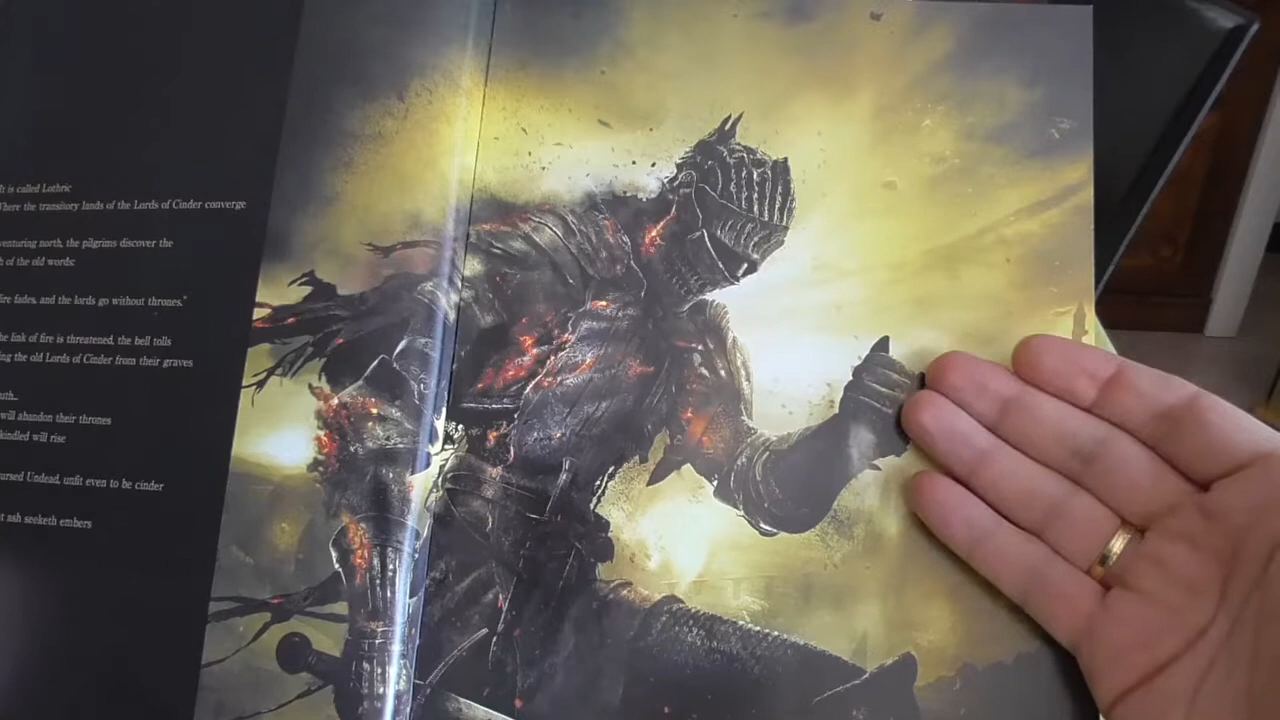 It is called Lothric
Where the transitory lands of the Lords of Cinder converge
venturing north, the pilgrims discover the
h of the old words:
fire fades, and the lords go without thrones."
he link of fire is threatened, the bell tolls
ing the old Lords of Cinder from their graves
uth...
will abandon their thrones
kindled will rise
ursed Undead, unfit even to be cinder
t ash seeketh embers